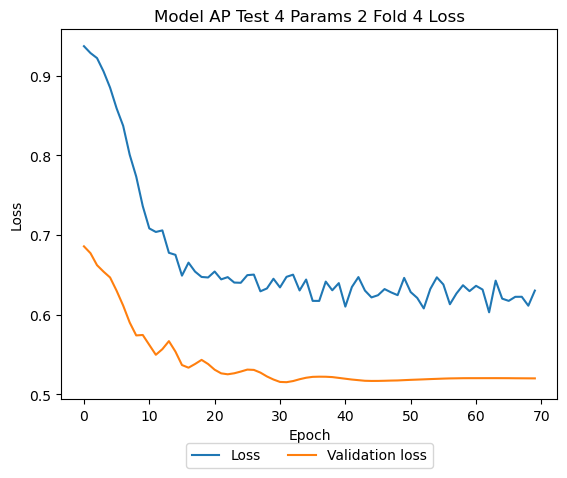 Model AP Test 4 Params 2 Fold 4 Loss
Loss
0.9
0.8
0.7
0.6
0.5
0 10 20 30 40 50 60 70
Epoch
Loss Validation loss